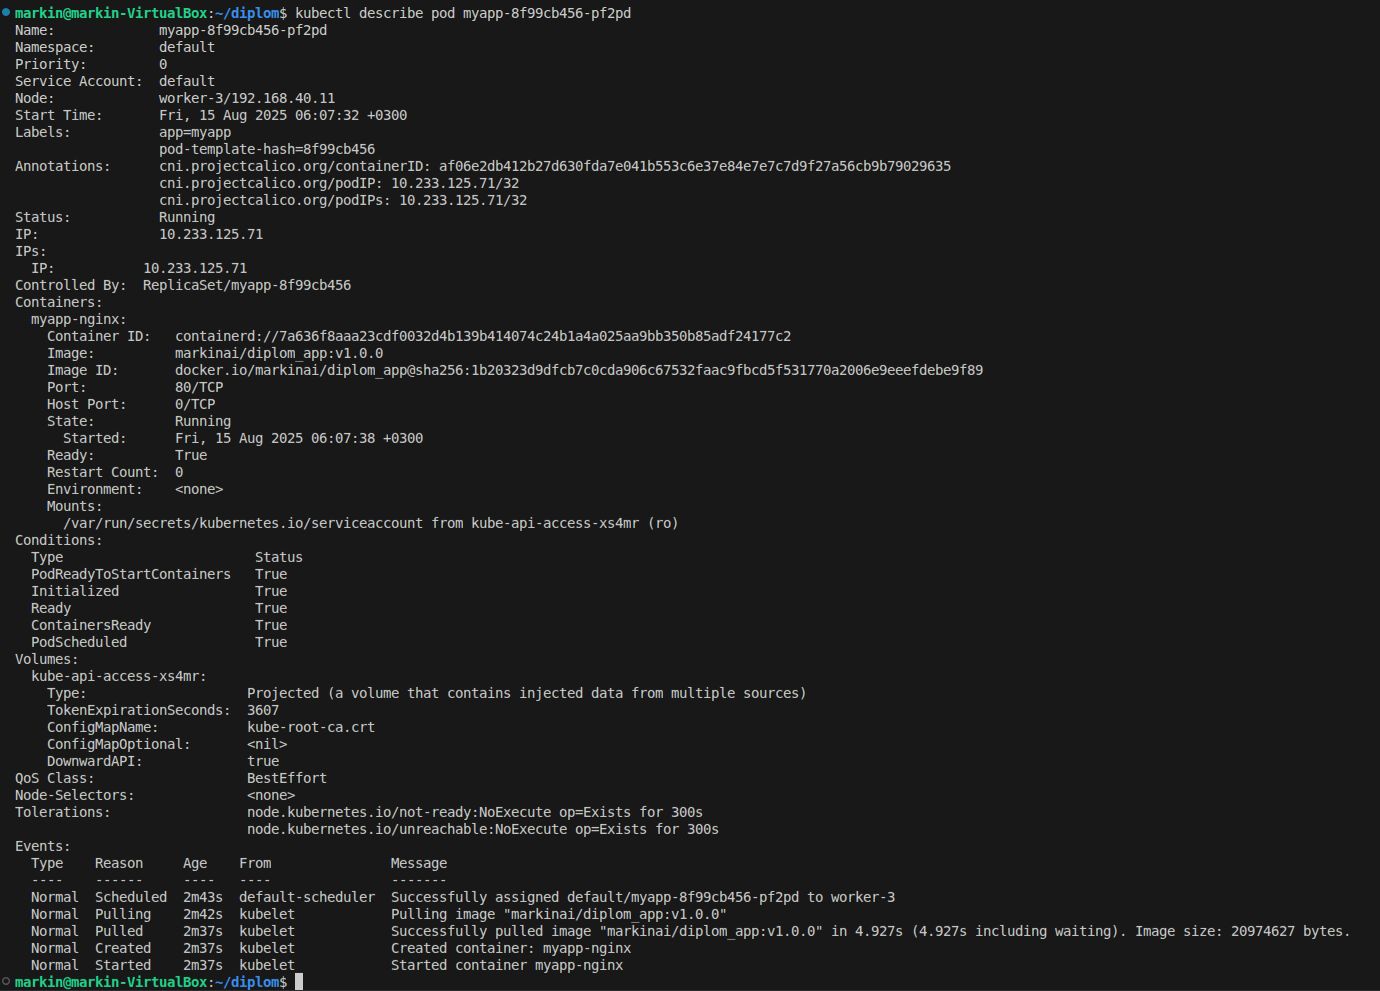 markin@markin-VirtualBox:~/diplom$ kubectl describe pod myapp-8f99cb456-pf2pd
Name:             myapp-8f99cb456-pf2pd
Namespace:        default
Priority:         0
Service Account:  default
Node:             worker-3/192.168.40.11
Start Time:       Fri, 15 Aug 2025 06:07:32 +0300
Labels:           app=myapp
                  pod-template-hash=8f99cb456
Annotations:      cni.projectcalico.org/containerID: af06e2db412b27d630fda7e041b553c6e37e84e7e7c7d9f27a56cb9b79029635
                  cni.projectcalico.org/podIP: 10.233.125.71/32
                  cni.projectcalico.org/podIPs: 10.233.125.71/32
Status:           Running
IP:               10.233.125.71
IPs:
  IP:           10.233.125.71
Controlled By:  ReplicaSet/myapp-8f99cb456
Containers:
  myapp-nginx:
    Container ID:   containerd://7a636f8aaa23cdf0032d4b139b414074c24b1a4a025aa9bb350b85adf24177c2
    Image:          markinai/diplom_app:v1.0.0
    Image ID:       docker.io/markinai/diplom_app@sha256:1b20323d9dfcb7c0cda906c67532faac9fbcd5f531770a2006e9eeefdebe9f89
    Port:           80/TCP
    Host Port:      0/TCP
    State:          Running
      Started:      Fri, 15 Aug 2025 06:07:38 +0300
    Ready:          True
    Restart Count:  0
    Environment:    <none>
    Mounts:
      /var/run/secrets/kubernetes.io/serviceaccount from kube-api-access-xs4mr (ro)
Conditions:
  Type                        Status
  PodReadyToStartContainers   True
  Initialized                 True
  Ready                       True
  ContainersReady             True
  PodScheduled                True
Volumes:
  kube-api-access-xs4mr:
    Type:                    Projected (a volume that contains injected data from multiple sources)
    TokenExpirationSeconds:  3607
    ConfigMapName:           kube-root-ca.crt
    ConfigMapOptional:       <nil>
    DownwardAPI:             true
QoS Class:                   BestEffort
Node-Selectors:              <none>
Tolerations:                 node.kubernetes.io/not-ready:NoExecute op=Exists for 300s
                             node.kubernetes.io/unreachable:NoExecute op=Exists for 300s
Events:
  Type    Reason     Age    From               Message
  ----    ------     ----   ----               -------
  Normal  Scheduled  2m43s  default-scheduler  Successfully assigned default/myapp-8f99cb456-pf2pd to worker-3
  Normal  Pulling    2m42s  kubelet            Pulling image "markinai/diplom_app:v1.0.0"
  Normal  Pulled     2m37s  kubelet            Successfully pulled image "markinai/diplom_app:v1.0.0" in 4.927s (4.927s including waiting). Image size: 20974627 bytes.
  Normal  Created    2m37s  kubelet            Created container: myapp-nginx
  Normal  Started    2m37s  kubelet            Started container myapp-nginx
markin@markin-VirtualBox:~/diplom$